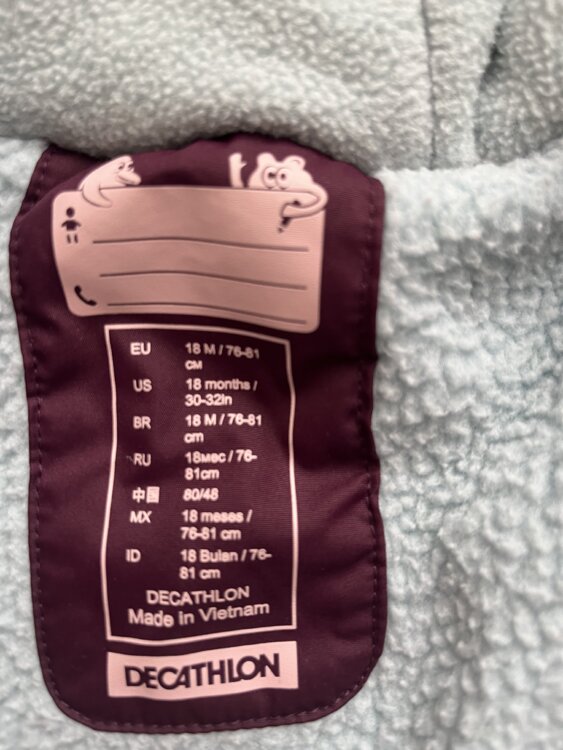 EU 18 M / 76-81
CM
US 18 months /
30-32in
BR 18 M / 76-81
cm
RU 18мес / 76-
81cm
中国 80/48
MX 18 meses /
76-81 cm
ID 18 Bulan / 76-
81 cm
DECATHLON
Made in Vietnam
DECATHLON